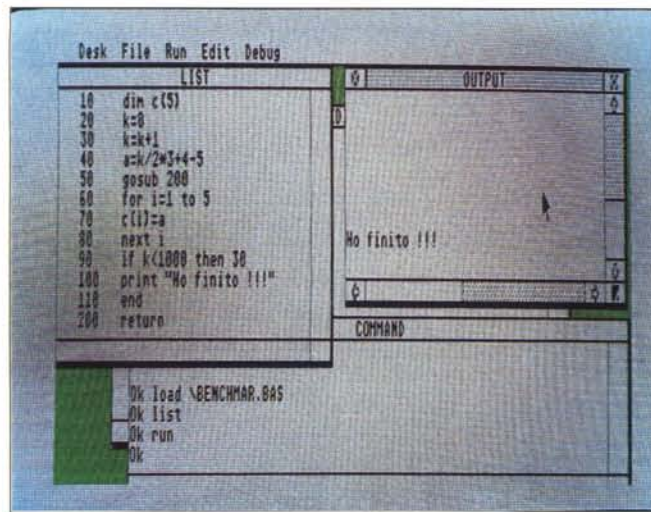 Desk File Run Edit Debug
LIST
10 dim c(5)
20 k=0
30 k=k+1
40 a=k/2*3+4-5
50 gosub 200
60 for i=1 to 5
70 c(i)=a
80 next i
90 if k<1000 then 30
100 print "Ho finito !!!"
110 end
200 return
OUTPUT
Ho finito !!!
COMMAND
Ok load \BENCHMAR.BAS
Ok list
Ok run
Ok